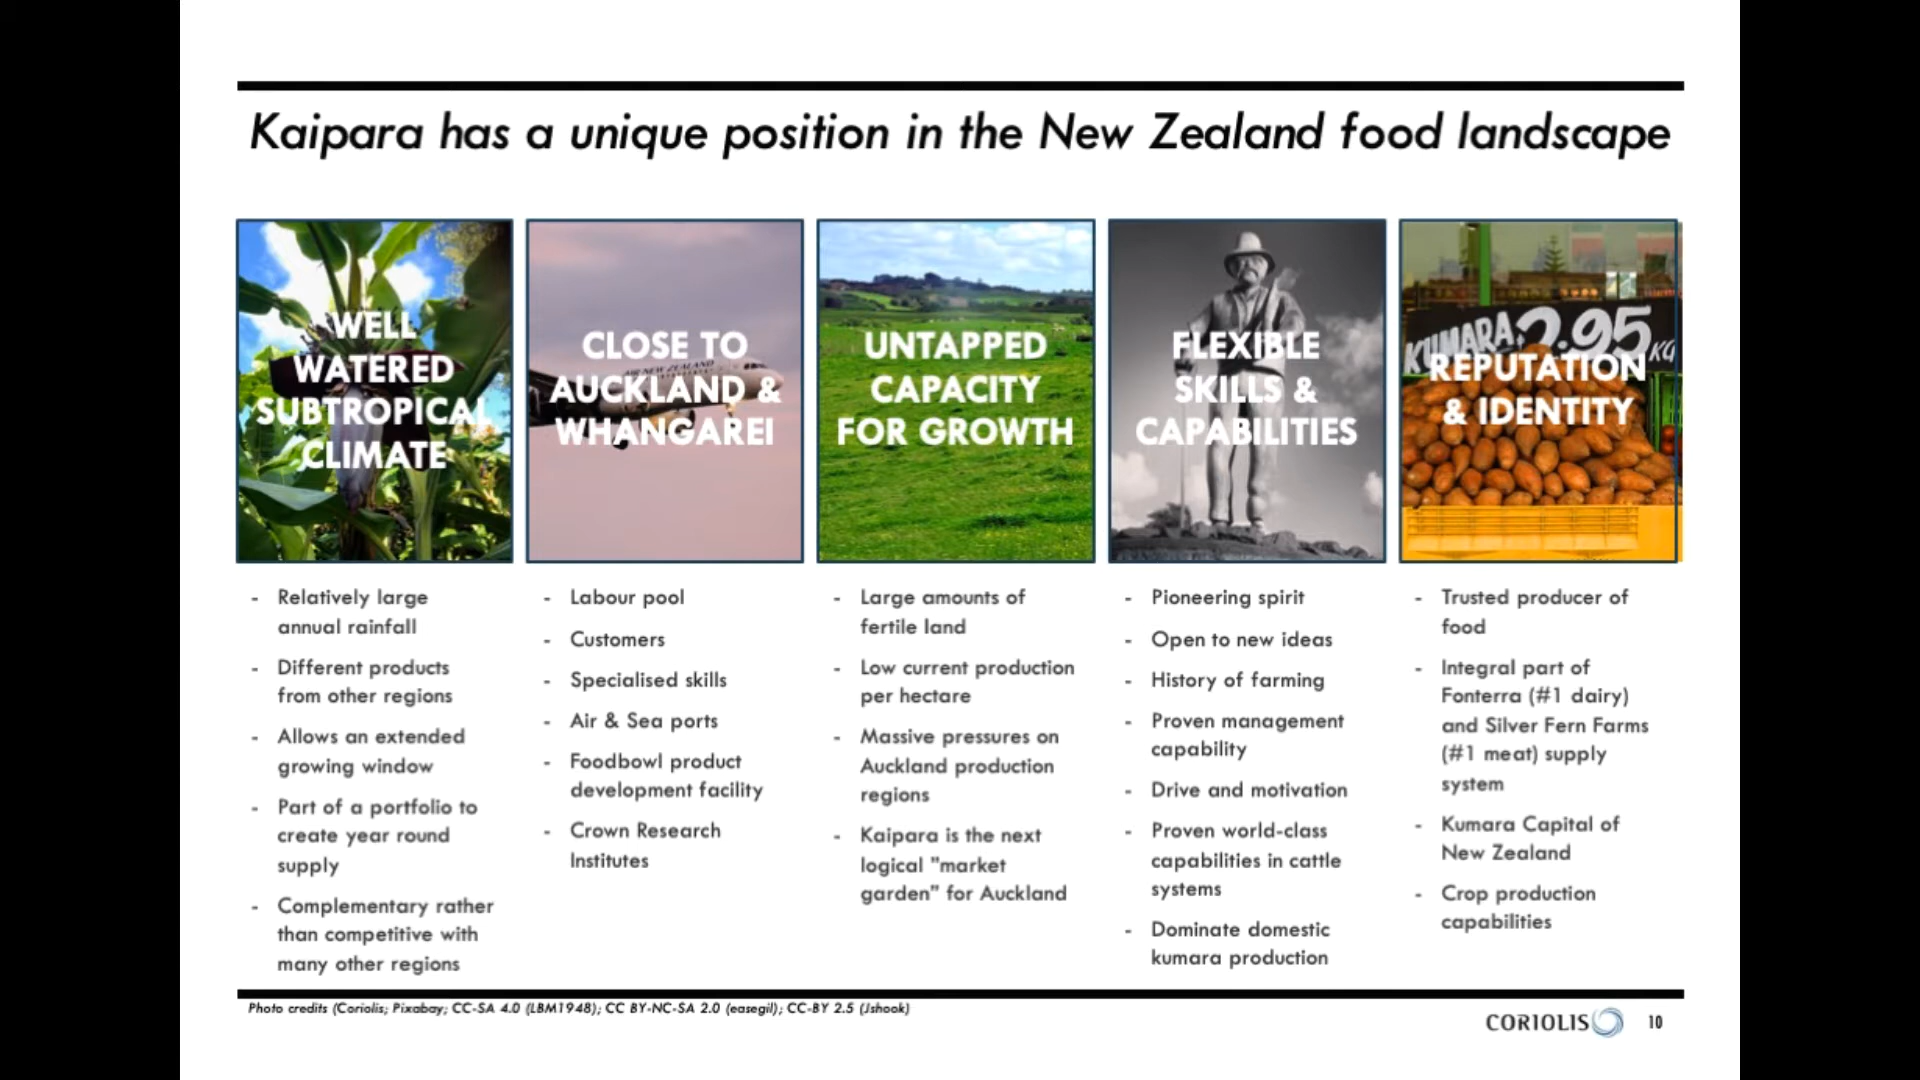 Kaipara has a unique position in the New Zealand food landscape
WELL
WATERED
SUBTROPICAL
CLIMATE
- Relatively large
annual rainfall
- Different products
from other regions
- Allows an extended
growing window
- Part of a portfolio to
create year round
supply
- Complementary rather
than competitive with
many other regions
AIR NEW ZEALAND
CLOSE TO
AUCKLAND &
WHANGAREI
- Labour pool
- Customers
- Specialised skills
- Air & Sea ports
- Foodbowl product
development facility
- Crown Research
Institutes
UNTAPPED
CAPACITY
FOR GROWTH
- Large amounts of
fertile land
- Low current production
per hectare
- Massive pressures on
Auckland production
regions
- Kaipara is the next
logical "market
garden" for Auckland
FLEXIBLE
SKILLS &
CAPABILITIES
- Pioneering spirit
- Open to new ideas
- History of farming
- Proven management
capability
- Drive and motivation
- Proven world-class
capabilities in cattle
systems
- Dominate domestic
kumara production
KUMARA 2.95 KG
REPUTATION
& IDENTITY
- Trusted producer of
food
- Integral part of
Fonterra (#1 dairy)
and Silver Fern Farms
(#1 meat) supply
system
- Kumara Capital of
New Zealand
- Crop production
capabilities
Photo credits (Coriolis; Pixabay; CC-SA 4.0 (LBM1948); CC BY-NC-SA 2.0 (easegil); CC-BY 2.5 (Jshook)
CORIOLIS 10